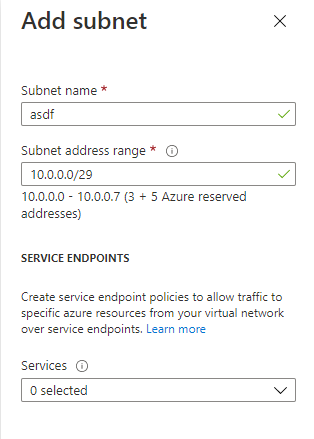 Add subnet
Subnet name *
asdf
Subnet address range *
10.0.0.0/29
10.0.0.0 - 10.0.0.7 (3 + 5 Azure reserved
addresses)
SERVICE ENDPOINTS
Create service endpoint policies to allow traffic to
specific azure resources from your virtual network
over service endpoints. Learn more
Services
0 selected